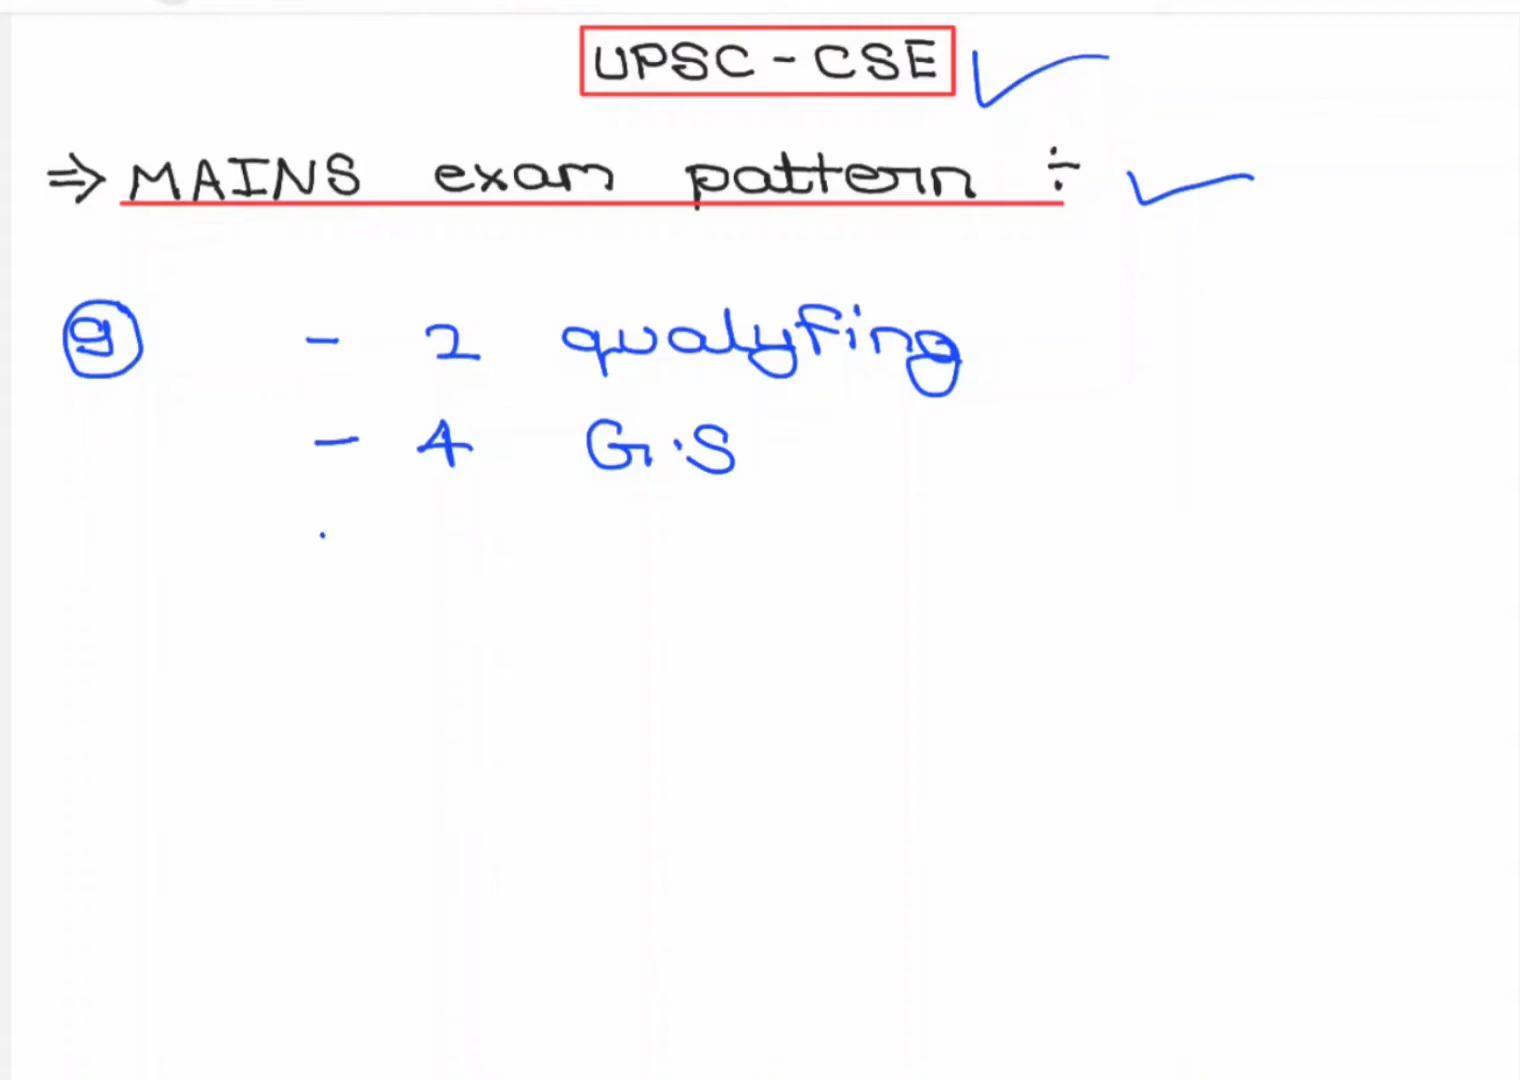 UPSC - CSE
⇒ MAINS exam pattern ÷
9 - 2 qualyfing
- 4 G.S